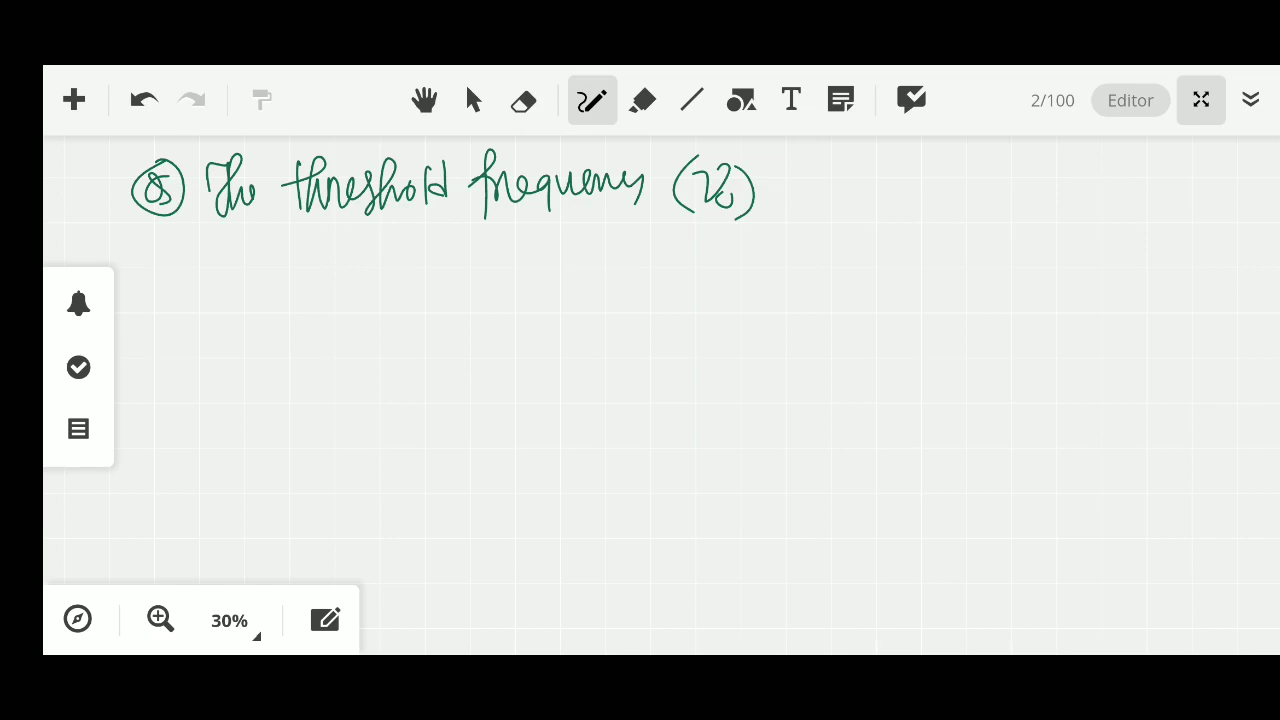 T 2/100 Editor
⑧ The threshold frequency (ν₀)
30%